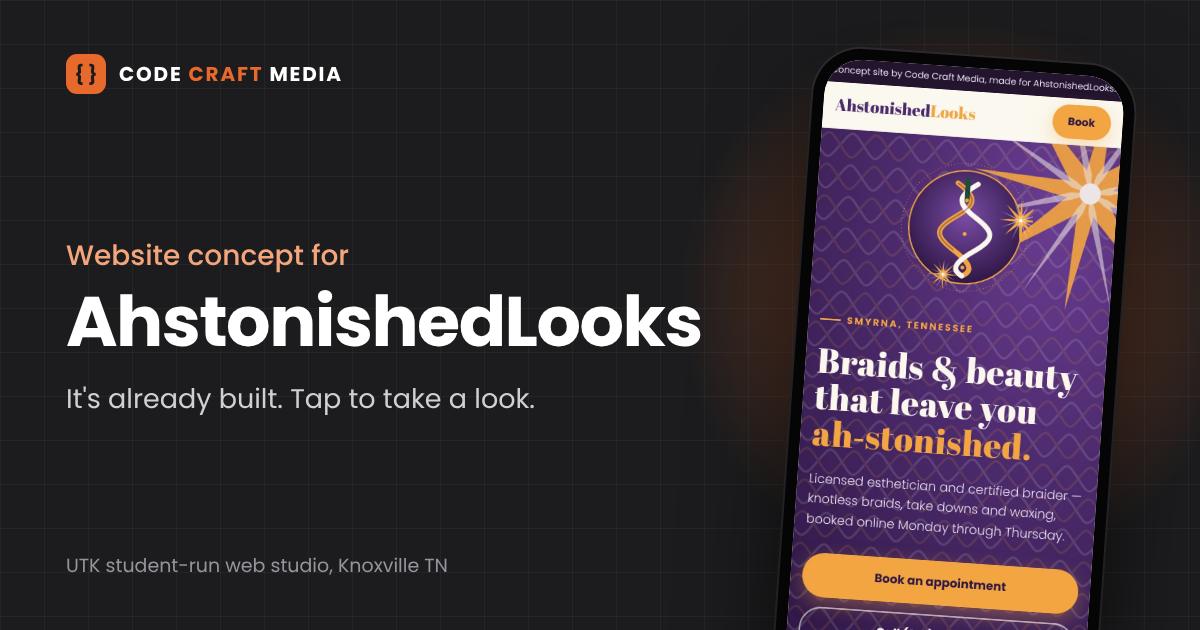 { } CODE CRAFT MEDIA
Website concept for
AhstonishedLooks
It's already built. Tap to take a look.
UTK student-run web studio, Knoxville TN
concept site by Code Craft Media, made for AhstonishedLooks.
AhstonishedLooks
Book
SMYRNA, TENNESSEE
Braids & beauty
that leave you
ah-stonished.
Licensed esthetician and certified braider —
knotless braids, take downs and waxing,
booked online Monday through Thursday.
Book an appointment